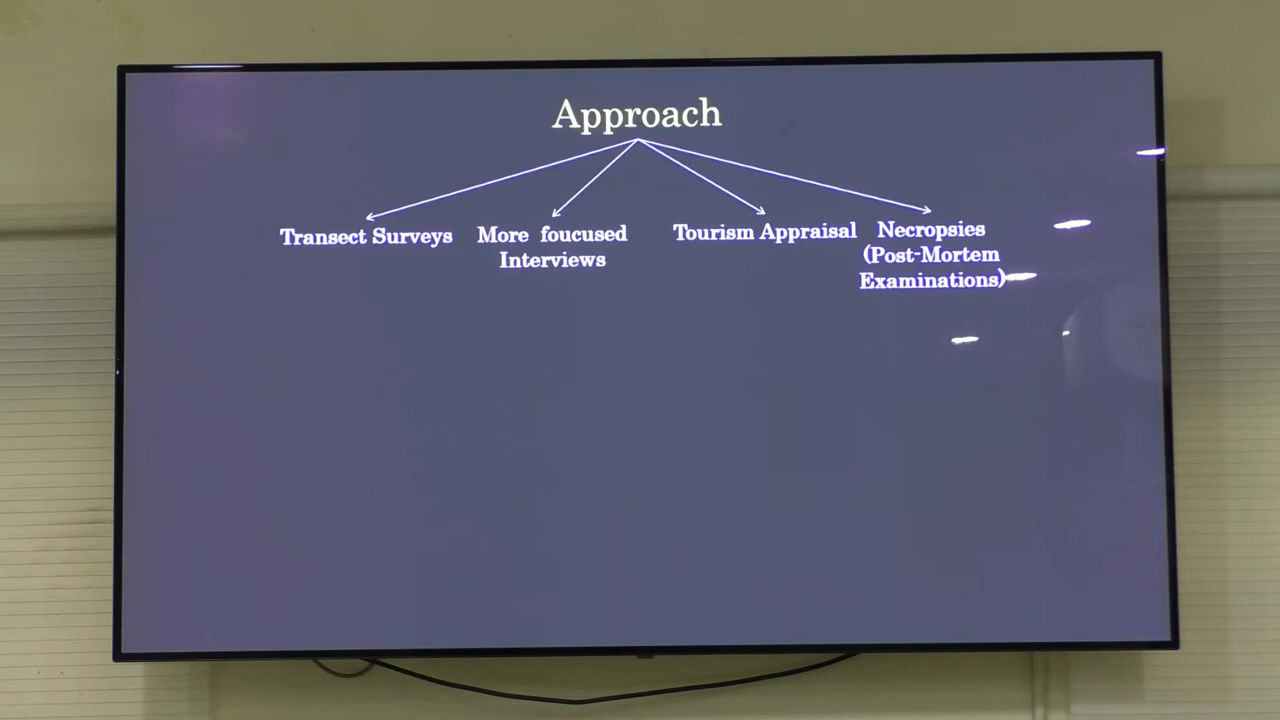 Approach
Transect Surveys
More foucused
Interviews
Tourism Appraisal
Necropsies
(Post-Mortem
Examinations)